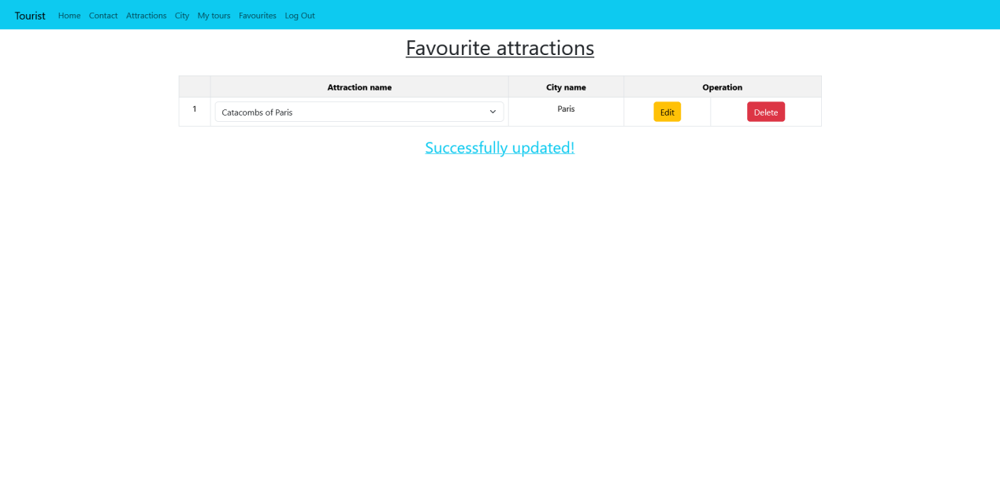 Tourist Home Contact Attractions City My tours Favourites Log Out
Favourite attractions
Attraction name City name Operation
1 Catacombs of Paris Paris Edit Delete
Successfully updated!